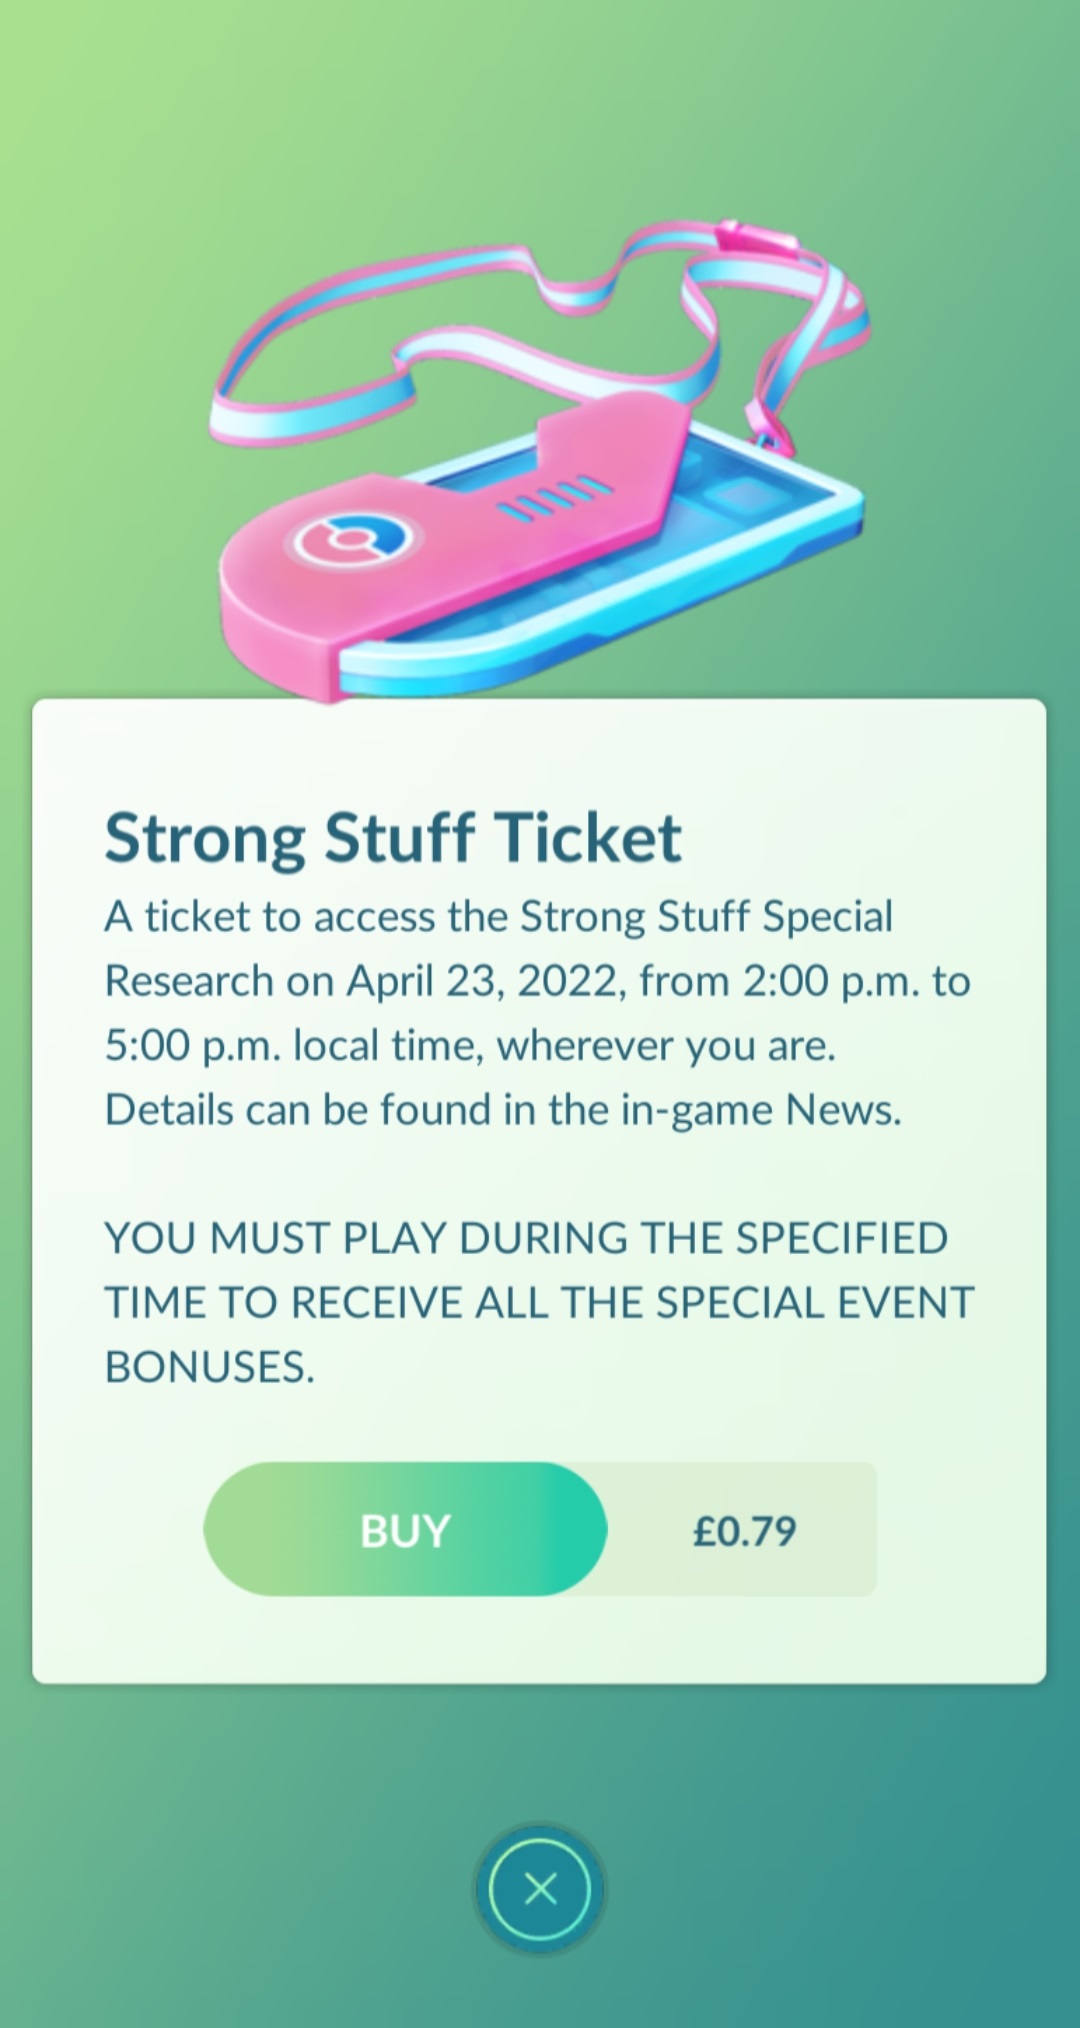 Strong Stuff Ticket
A ticket to access the Strong Stuff Special
Research on April 23, 2022, from 2:00 p.m. to
5:00 p.m. local time, wherever you are.
Details can be found in the in-game News.
YOU MUST PLAY DURING THE SPECIFIED
TIME TO RECEIVE ALL THE SPECIAL EVENT
BONUSES.
BUY £0.79